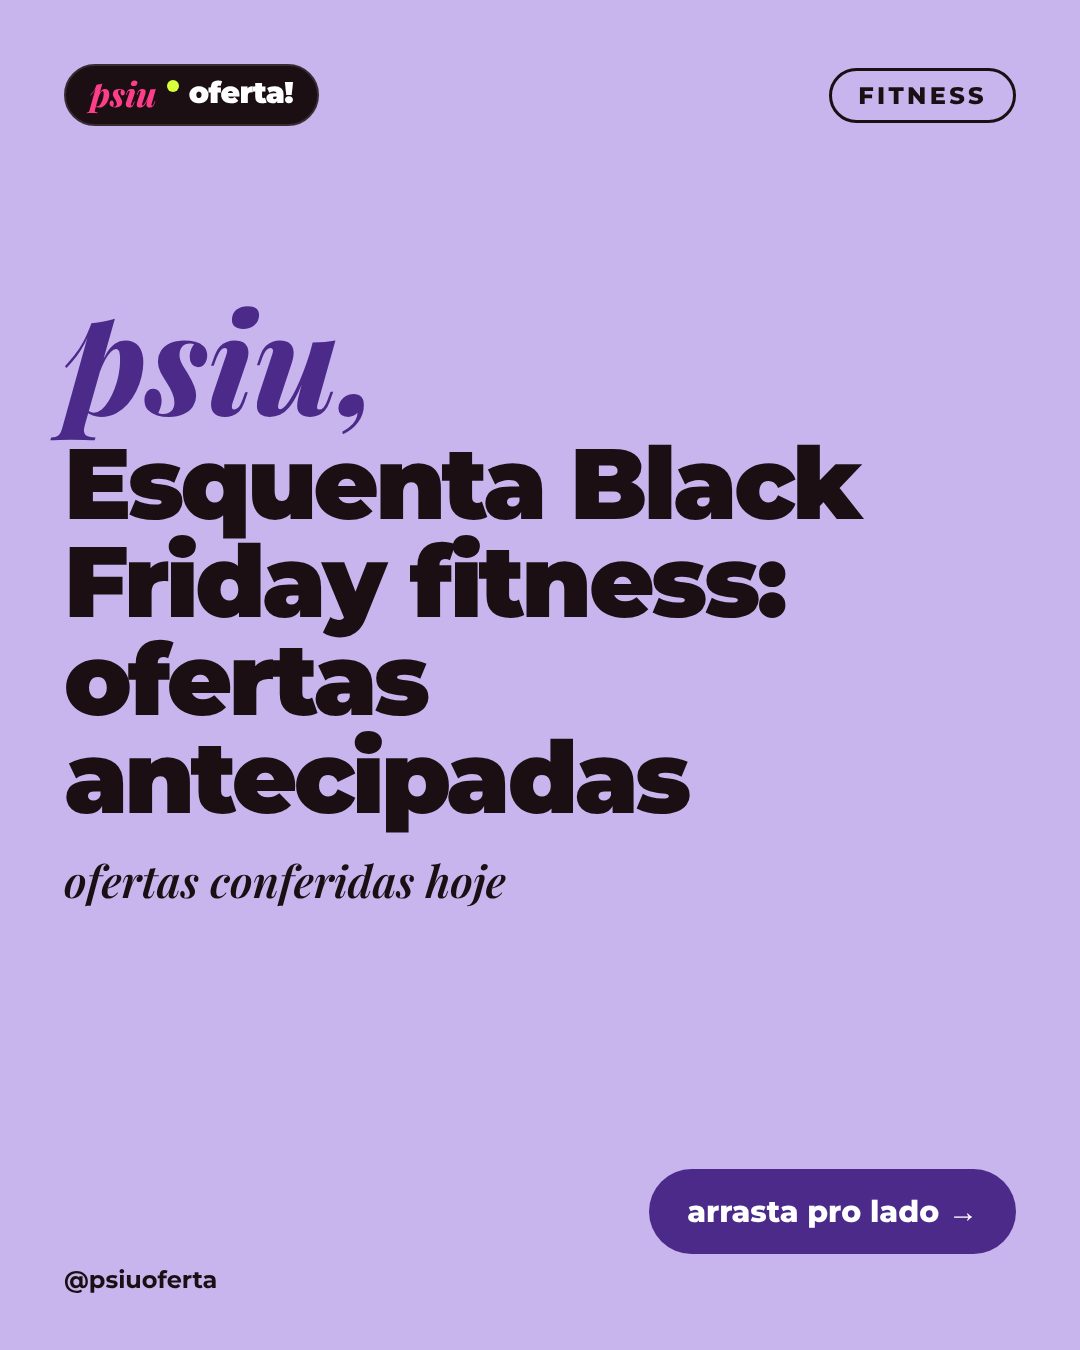 psiu oferta!
FITNESS
psiu,
Esquenta Black
Friday fitness:
ofertas
antecipadas
ofertas conferidas hoje
arrasta pro lado →
@psiuoferta